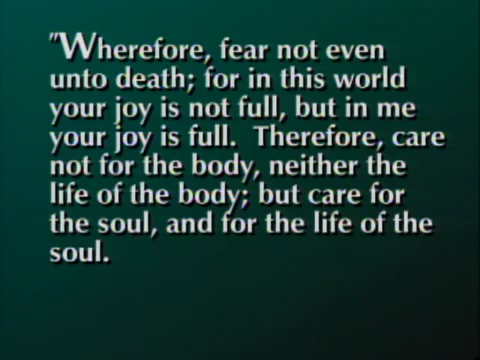 "Wherefore, fear not even
unto death; for in this world
your joy is not full, but in me
your joy is full.  Therefore, care
not for the body, neither the
life of the body; but care for
the soul, and for the life of the
soul.